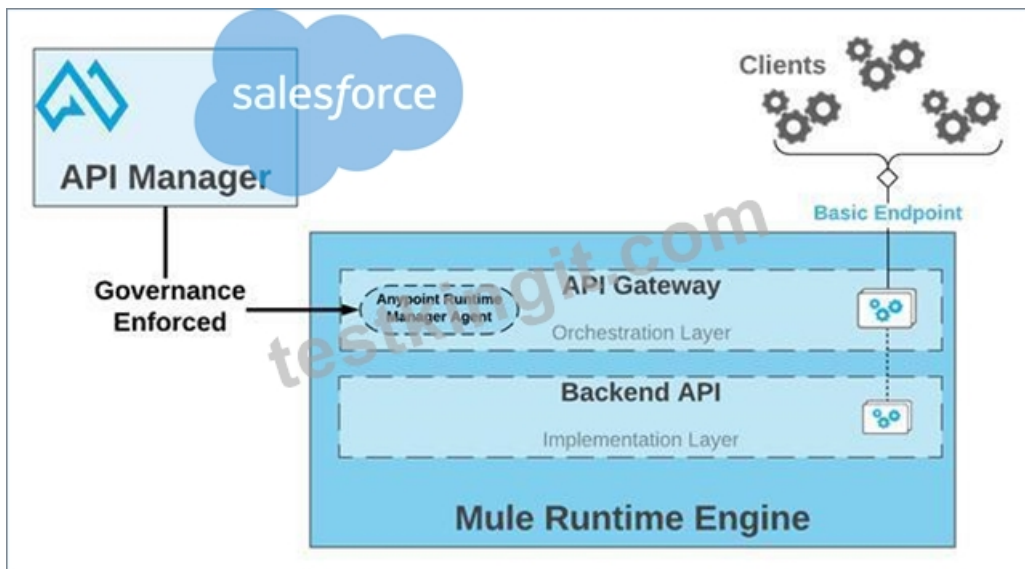 salesforce
API Manager
Clients
Basic Endpoint
Governance
Enforced
API Gateway
Anypoint Runtime
Manager Agent
Orchestration Layer
Backend API
Implementation Layer
Mule Runtime Engine
testkingit.com